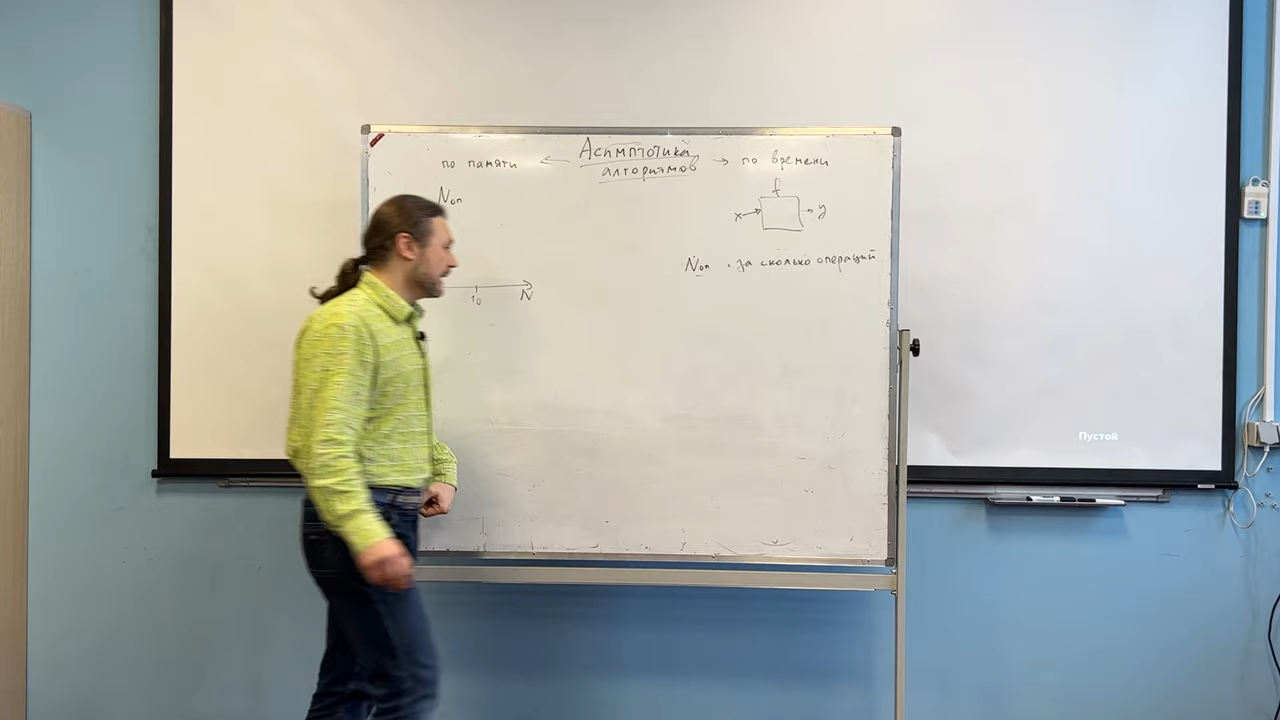 Асимптотика
алгоритмов
по памяти ← → по времени
Nоп
10
N
f
x → → y
Nоп . за сколько операций
Пустой